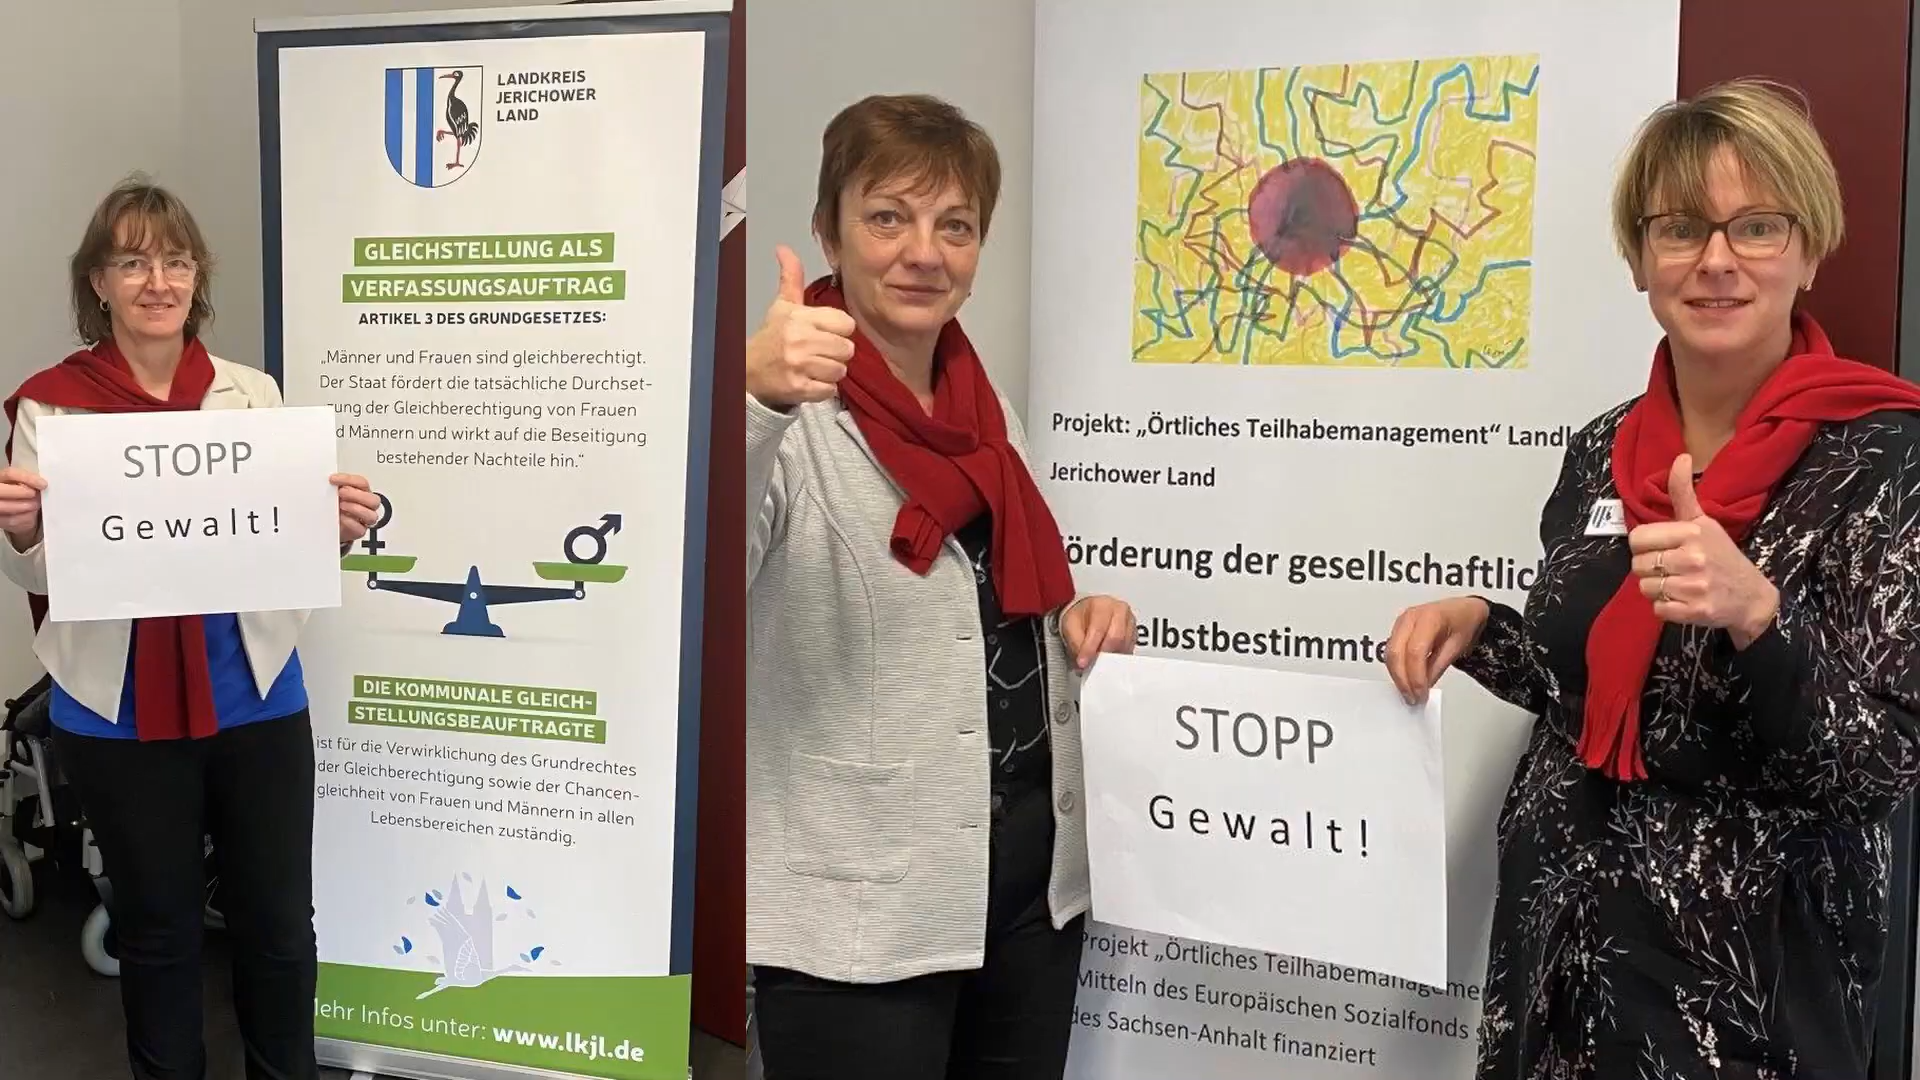 LANDKREIS
JERICHOWER
LAND
GLEICHSTELLUNG ALS
VERFASSUNGSAUFTRAG
ARTIKEL 3 DES GRUNDGESETZES:
„Männer und Frauen sind gleichberechtigt.
Der Staat fördert die tatsächliche Durchset-
zung der Gleichberechtigung von Frauen
d Männern und wirkt auf die Beseitigung
bestehender Nachteile hin.“
STOPP
Gewalt!
DIE KOMMUNALE GLEICH-
STELLUNGSBEAUFTRAGTE
ist für die Verwirklichung des Grundrechtes
der Gleichberechtigung sowie der Chancen-
gleichheit von Frauen und Männern in allen
Lebensbereichen zuständig.
Mehr Infos unter: www.lkjl.de
Projekt: „Örtliches Teilhabemanagement“ Landk
Jerichower Land
örderung der gesellschaftlich
elbstbestimmte
STOPP
Gewalt!
Projekt „Örtliches Teilhabemanageme
Mitteln des Europäischen Sozialfonds
des Sachsen-Anhalt finanziert